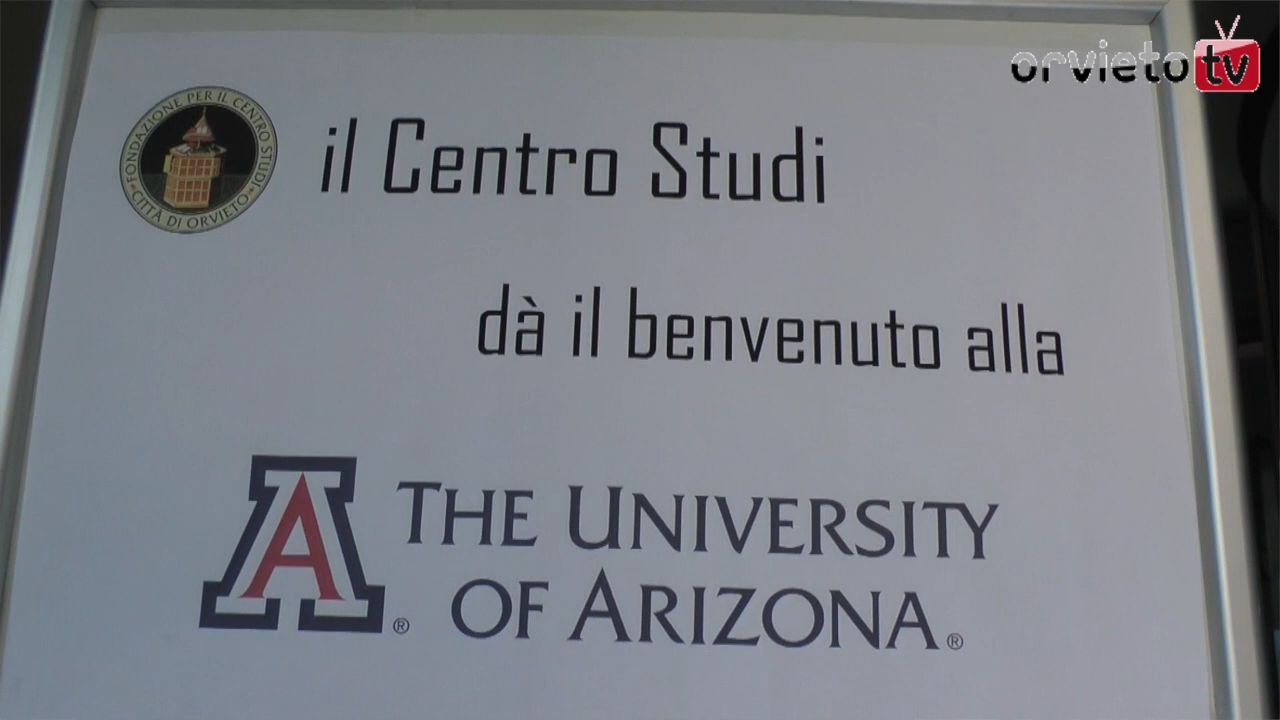 orvieto tv
FONDAZIONE PER IL CENTRO STUDI
CITTÀ DI ORVIETO
il Centro Studi
dà il benvenuto alla
A ®
THE UNIVERSITY
OF ARIZONA ®